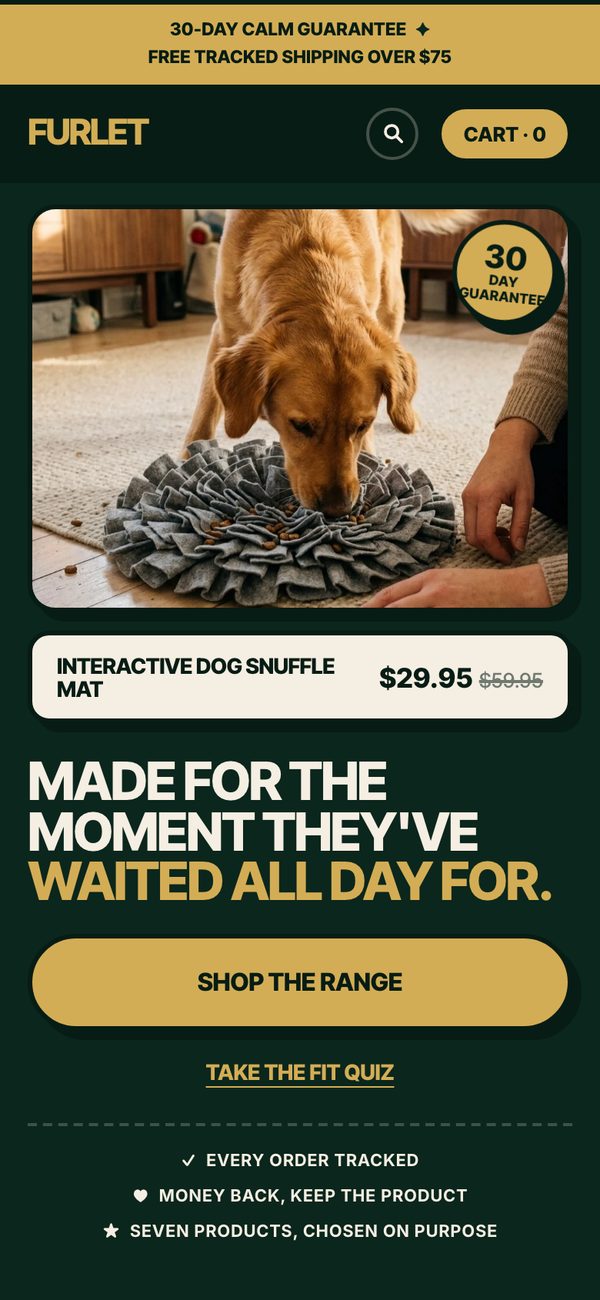 30-DAY CALM GUARANTEE ✦
FREE TRACKED SHIPPING OVER $75
FURLET
CART · 0
30
DAY
GUARANTEE
INTERACTIVE DOG SNUFFLE
MAT
$29.95 $59.95
MADE FOR THE
MOMENT THEY'VE
WAITED ALL DAY FOR.
SHOP THE RANGE
TAKE THE FIT QUIZ
✓ EVERY ORDER TRACKED
♥ MONEY BACK, KEEP THE PRODUCT
★ SEVEN PRODUCTS, CHOSEN ON PURPOSE